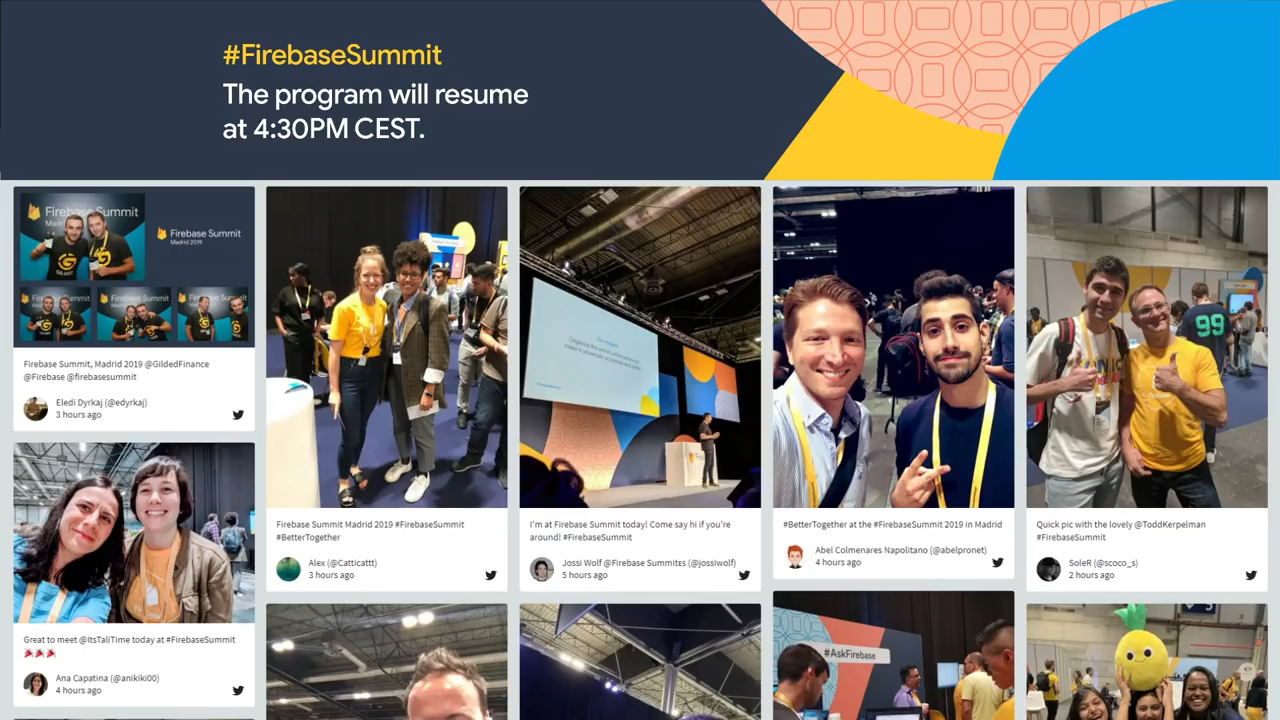 #FirebaseSummit
The program will resume
at 4:30PM CEST.
Firebase Summit
Madrid 2019
Firebase Summit, Madrid 2019 @GildedFinance
@Firebase @firebasesummit
Eledi Dyrkaj (@edyrkaj)
3 hours ago
Great to meet @ItsTaliTime today at #FirebaseSummit
Ana Capatina (@anikiki00)
4 hours ago
Firebase Summit Madrid 2019 #FirebaseSummit
#BetterTogether
Alex (@Catticattt)
3 hours ago
I'm at Firebase Summit today! Come say hi if you're
around! #FirebaseSummit
Jossi Wolf @Firebase Summitᴇs (@jossiwolf)
5 hours ago
#BetterTogether at the #FirebaseSummit 2019 in Madrid
Abel Colmenares Napolitano (@abelpronet)
4 hours ago
#AskFirebase
99
Quick pic with the lovely @ToddKerpelman
#FirebaseSummit
SoleR (@scoco_s)
2 hours ago